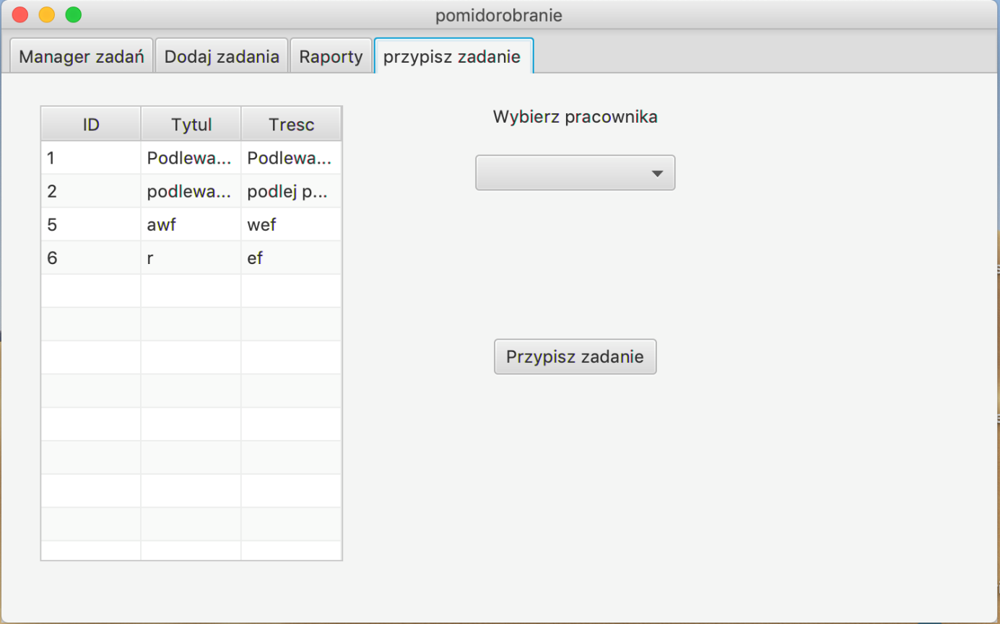 pomidorobranie
Manager zadań Dodaj zadania Raporty przypisz zadanie
ID Tytul Tresc
1 Podlewa... Podlewa...
2 podlewa... podlej p...
5 awf wef
6 r ef
Wybierz pracownika
Przypisz zadanie